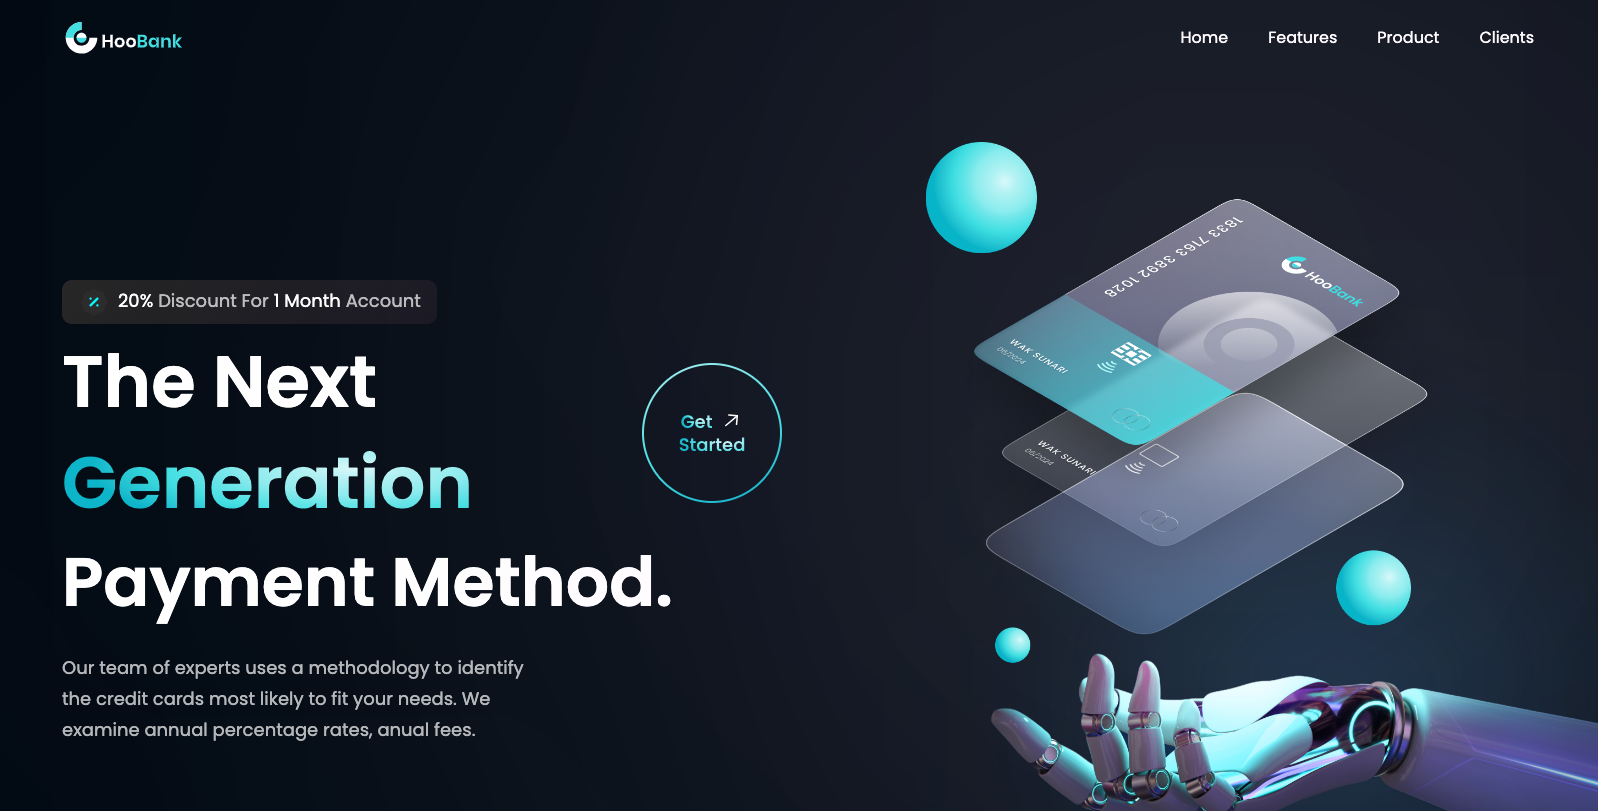 HooBank
Home
Features
Product
Clients
20% Discount For 1 Month Account
The Next
Generation
Payment Method.
Get
Started
Our team of experts uses a methodology to identify
the credit cards most likely to fit your needs. We
examine annual percentage rates, anual fees.
1833 7163 3892 1028
HooBank
WAK SUNARI
06/2024
WAK SUNARI
06/2024